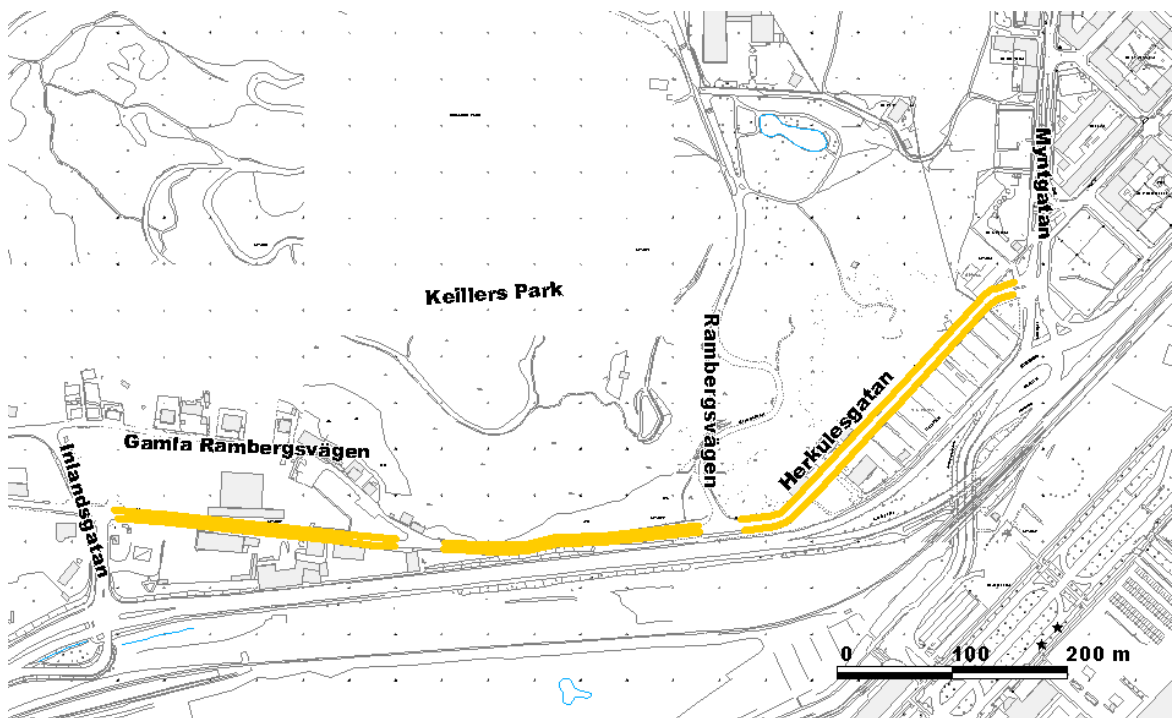 Myntgatan
Keillers Park
Rambergsvägen
Herkulesgatan
Gamla Rambergsvägen
Inlandsgatan
0 100 200 m